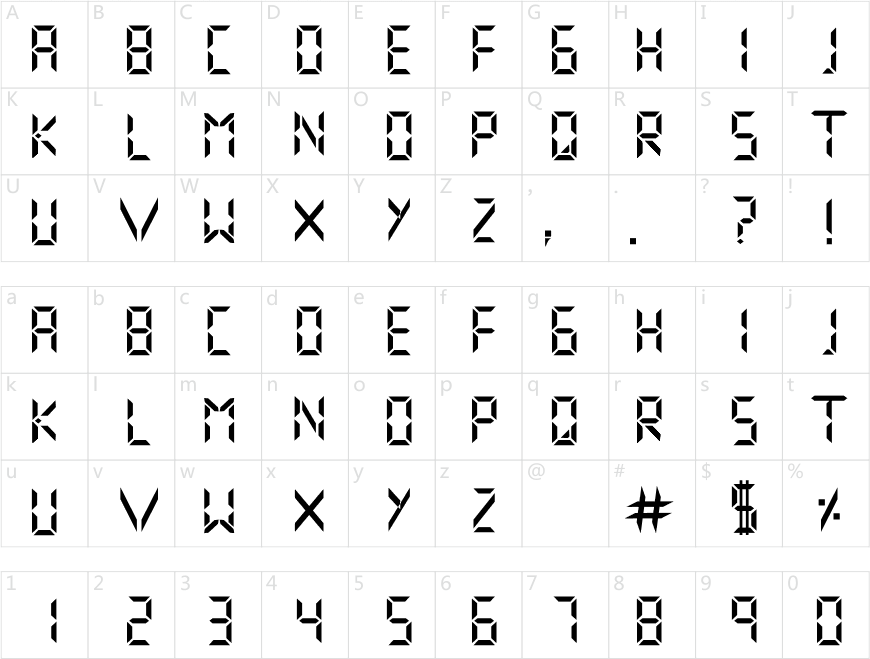 A B C D E F G H I J
A B C D E F G H I J
K L M N O P Q R S T
K L M N O P Q R S T
U V W X Y Z , . ? !
U V W X Y Z , . ? !
a b c d e f g h i j
A B C D E F G H I J
k l m n o p q r s t
K L M N O P Q R S T
u v w x y z @ # $ %
U V W X Y Z # $ %
1 2 3 4 5 6 7 8 9 0
1 2 3 4 5 6 7 8 9 0